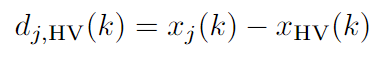 d_{j,HV}(k) = x_j(k) − x_{HV}(k)